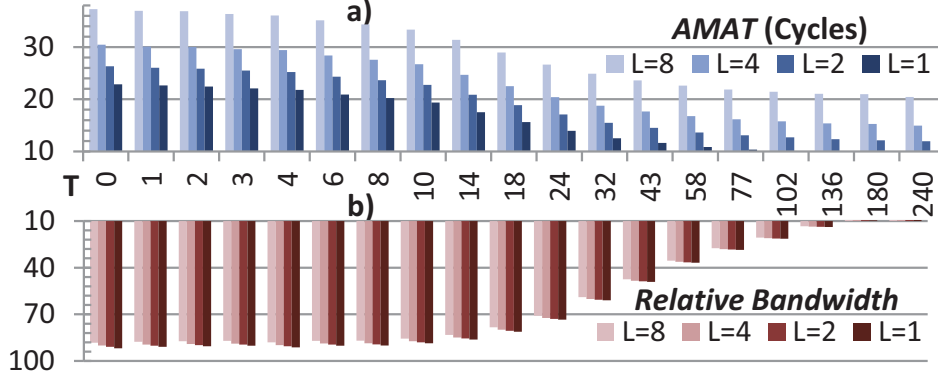 a)
AMAT (Cycles)
L=8 L=4 L=2 L=1
30
20
10
T 0 1 2 3 4 6 8 10 14 18 24 32 43 58 77 102 136 180 240
b)
10
40
70
100
Relative Bandwidth
L=8 L=4 L=2 L=1